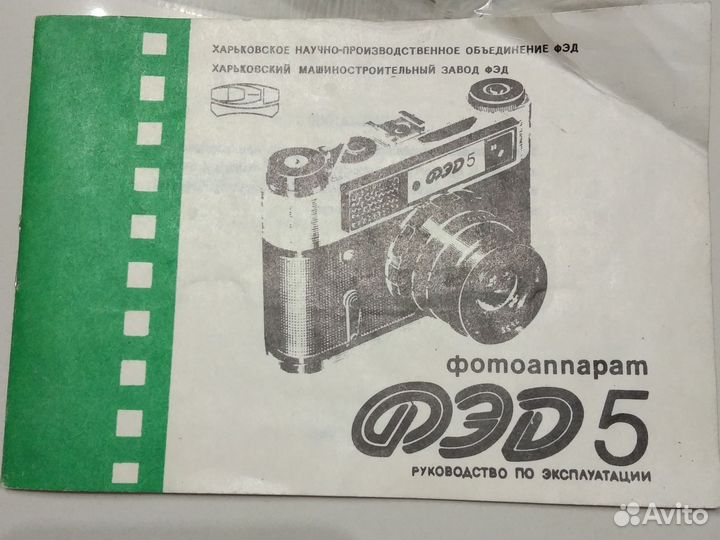 ХАРЬКОВСКОЕ НАУЧНО-ПРОИЗВОДСТВЕННОЕ ОБЪЕДИНЕНИЕ ФЭД
ХАРЬКОВСКИЙ МАШИНОСТРОИТЕЛЬНЫЙ ЗАВОД ФЭД
ФЭД 5
фотоаппарат
ФЭД 5
РУКОВОДСТВО ПО ЭКСПЛУАТАЦИИ
Avito